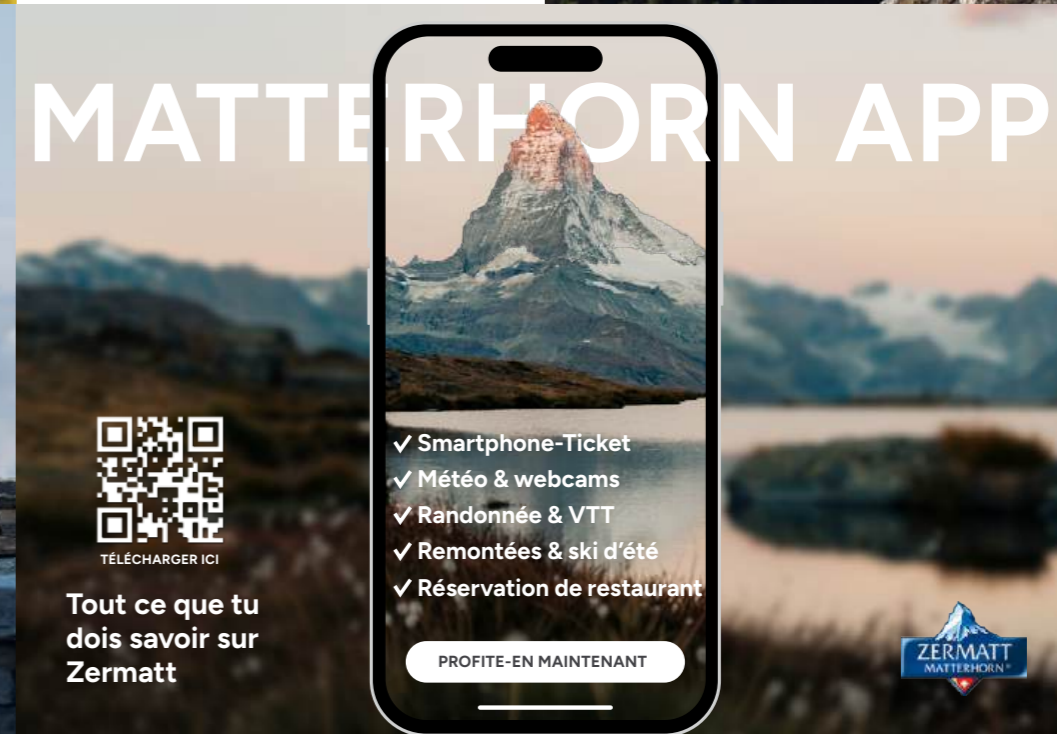 MATTERHORN APP
✓ Smartphone-Ticket
✓ Météo & webcams
✓ Randonnée & VTT
✓ Remontées & ski d’été
✓ Réservation de restaurant
PROFITE-EN MAINTENANT
TÉLÉCHARGER ICI
Tout ce que tu
dois savoir sur
Zermatt
ZERMATT
MATTERHORN®